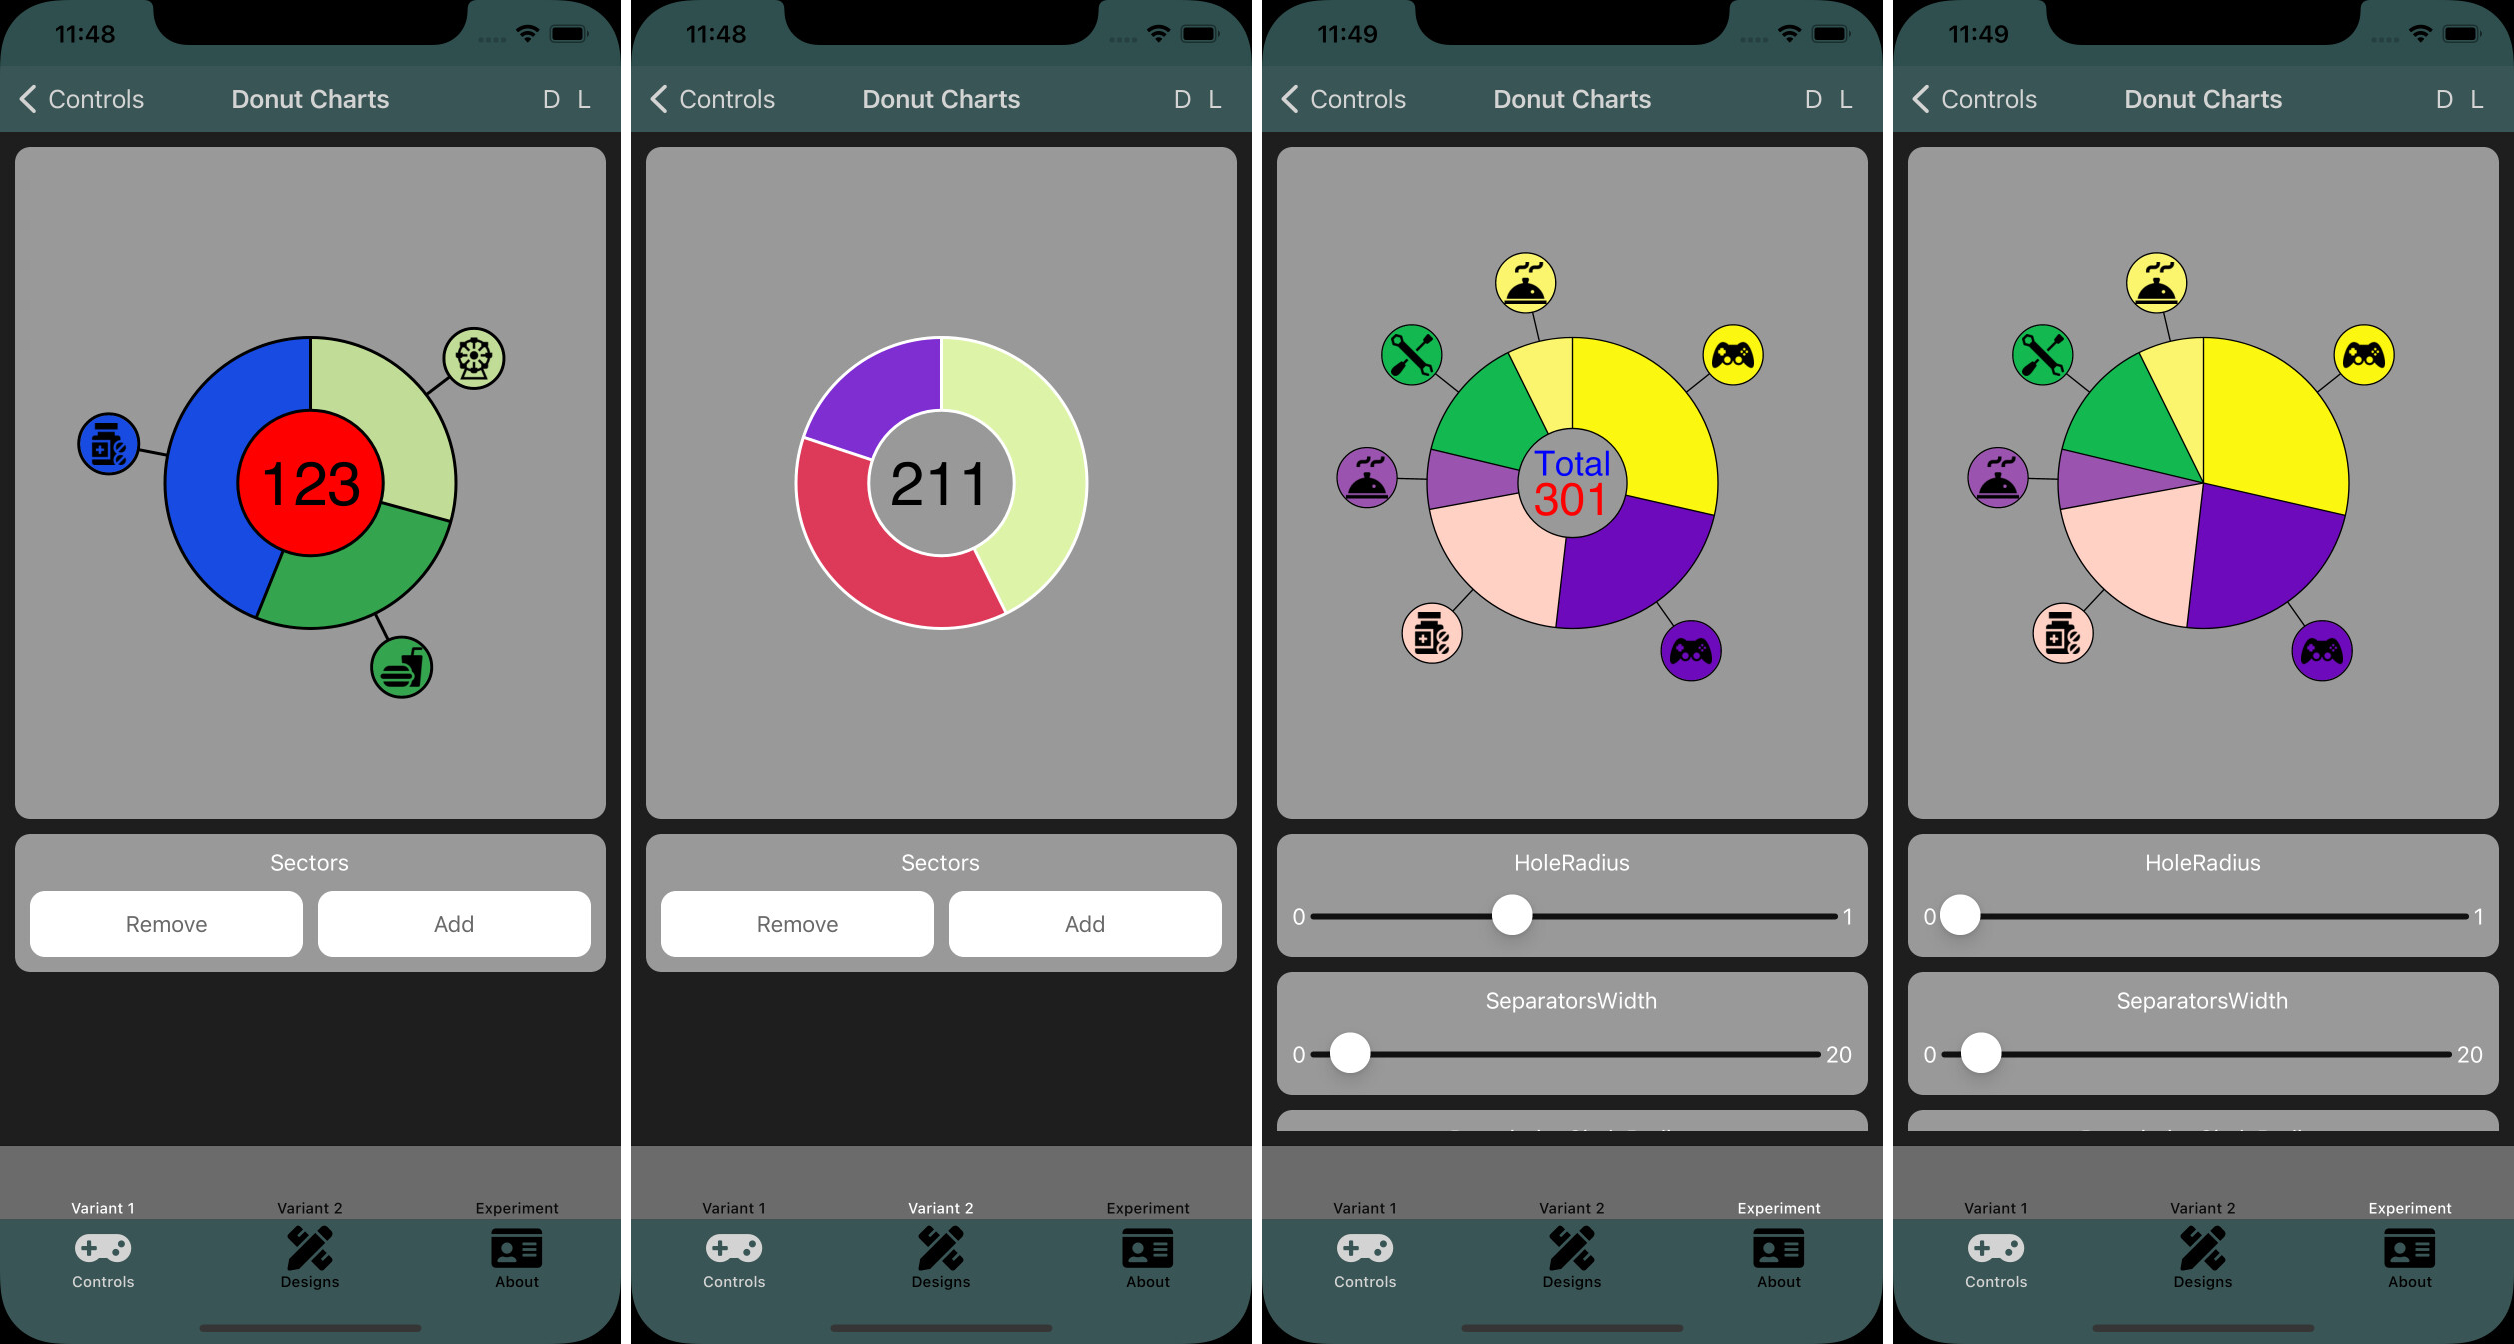 11:48
Controls
Donut Charts
D L
123
Sectors
Remove
Add
Variant 1
Variant 2
Experiment
Controls
Designs
About
11:48
Controls
Donut Charts
D L
211
Sectors
Remove
Add
Variant 1
Variant 2
Experiment
Controls
Designs
About
11:49
Controls
Donut Charts
D L
Total
301
HoleRadius
0
1
SeparatorsWidth
0
20
Variant 1
Variant 2
Experiment
Controls
Designs
About
11:49
Controls
Donut Charts
D L
HoleRadius
0
1
SeparatorsWidth
0
20
Variant 1
Variant 2
Experiment
Controls
Designs
About